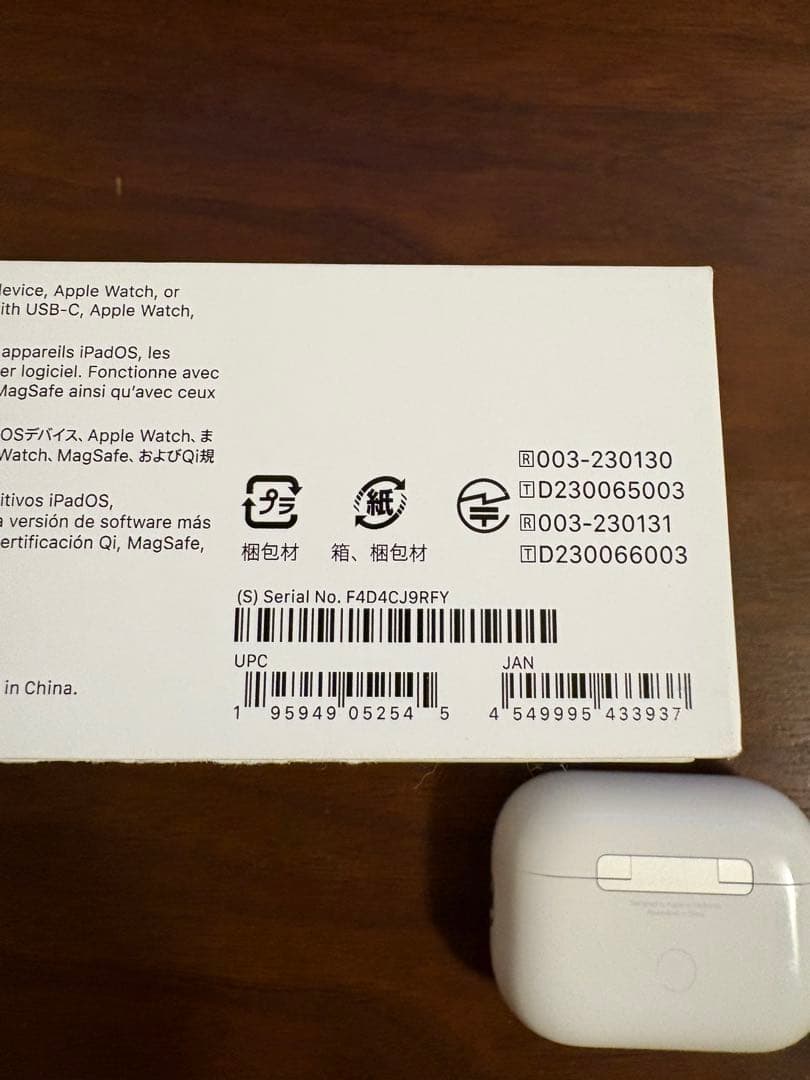 evice, Apple Watch, or
ith USB-C, Apple Watch,
appareils iPadOS, les
er logiciel. Fonctionne avec
MagSafe ainsi qu'avec ceux
OSデバイス、Apple Watch、ま
Watch、MagSafe、およびQi規
itivos iPadOS,
a versión de software más
ertificación Qi, MagSafe,
プラ
梱包材
紙
箱、梱包材
R003-230130
TD230065003
R003-230131
TD230066003
(S) Serial No. F4D4CJ9RFY
UPC
1 95949 05254 5
JAN
4 549995 433937
in China.